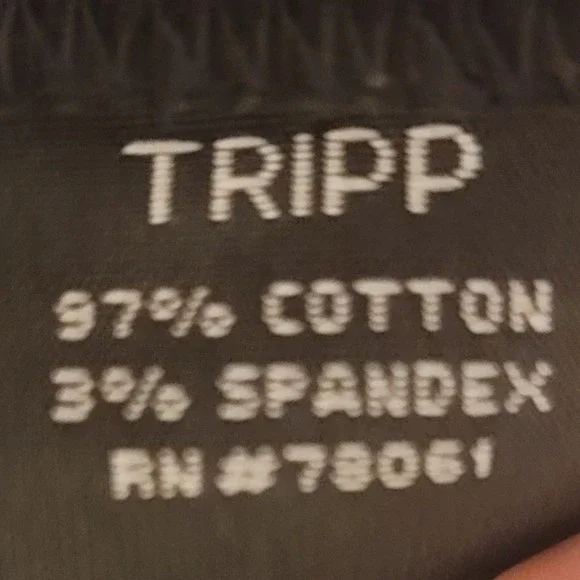 TRIPP
97% COTTON
3% SPANDEX
RN #78061